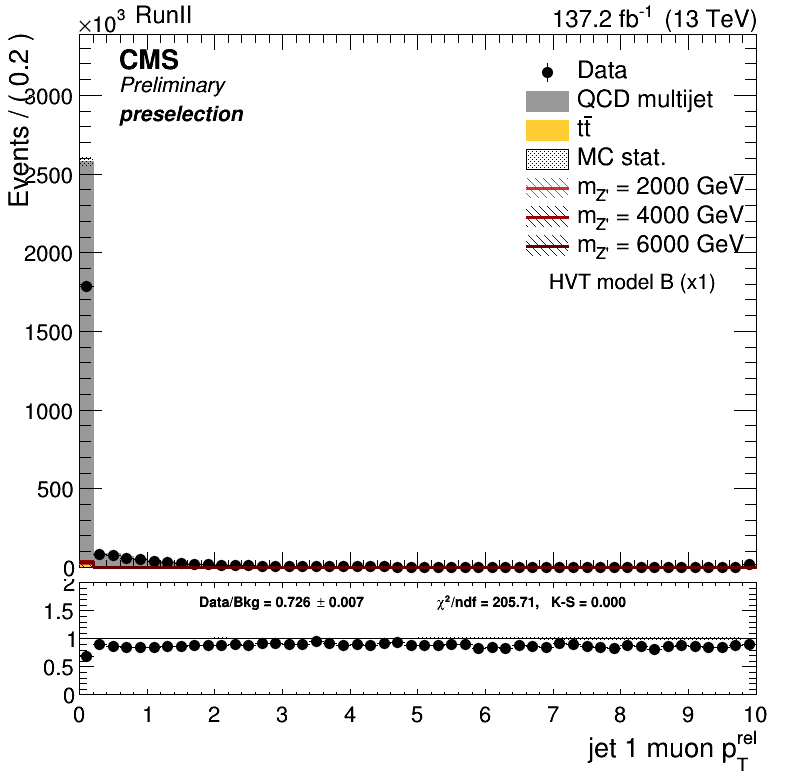 ×10³ RunII
137.2 fb⁻¹ (13 TeV)
Events / ( 0.2 )
CMS
Preliminary
preselection
Data
QCD multijet
tt̄
MC stat.
m_Z' = 2000 GeV
m_Z' = 4000 GeV
m_Z' = 6000 GeV
HVT model B (x1)
3000
2500
2000
1500
1000
500
0
Data/Bkg = 0.726 ± 0.007
χ²/ndf = 205.71, K-S = 0.000
2
1.5
1
0.5
0
0 1 2 3 4 5 6 7 8 9 10
jet 1 muon p_T^rel